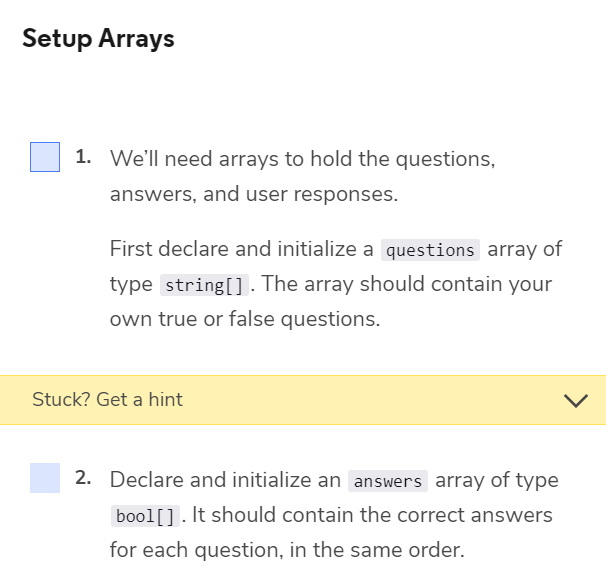 Setup Arrays
1. We’ll need arrays to hold the questions,
answers, and user responses.
First declare and initialize a questions array of
type string[]. The array should contain your
own true or false questions.
Stuck? Get a hint
2. Declare and initialize an answers array of type
bool[]. It should contain the correct answers
for each question, in the same order.